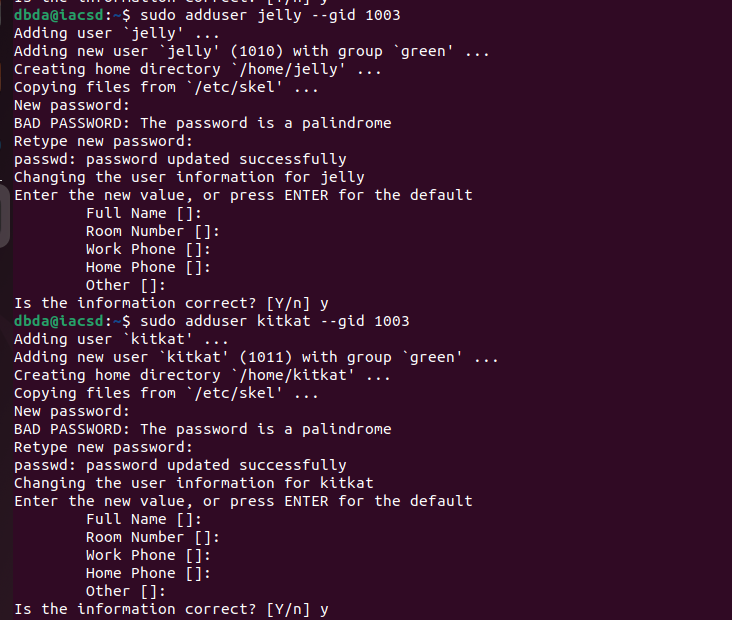 Is the information correct? [Y/n] y
dbda@iacsd:~$ sudo adduser jelly --gid 1003
Adding user `jelly' ...
Adding new user `jelly' (1010) with group `green' ...
Creating home directory `/home/jelly' ...
Copying files from `/etc/skel' ...
New password:
BAD PASSWORD: The password is a palindrome
Retype new password:
passwd: password updated successfully
Changing the user information for jelly
Enter the new value, or press ENTER for the default
        Full Name []:
        Room Number []:
        Work Phone []:
        Home Phone []:
        Other []:
Is the information correct? [Y/n] y
dbda@iacsd:~$ sudo adduser kitkat --gid 1003
Adding user `kitkat' ...
Adding new user `kitkat' (1011) with group `green' ...
Creating home directory `/home/kitkat' ...
Copying files from `/etc/skel' ...
New password:
BAD PASSWORD: The password is a palindrome
Retype new password:
passwd: password updated successfully
Changing the user information for kitkat
Enter the new value, or press ENTER for the default
        Full Name []:
        Room Number []:
        Work Phone []:
        Home Phone []:
        Other []:
Is the information correct? [Y/n] y